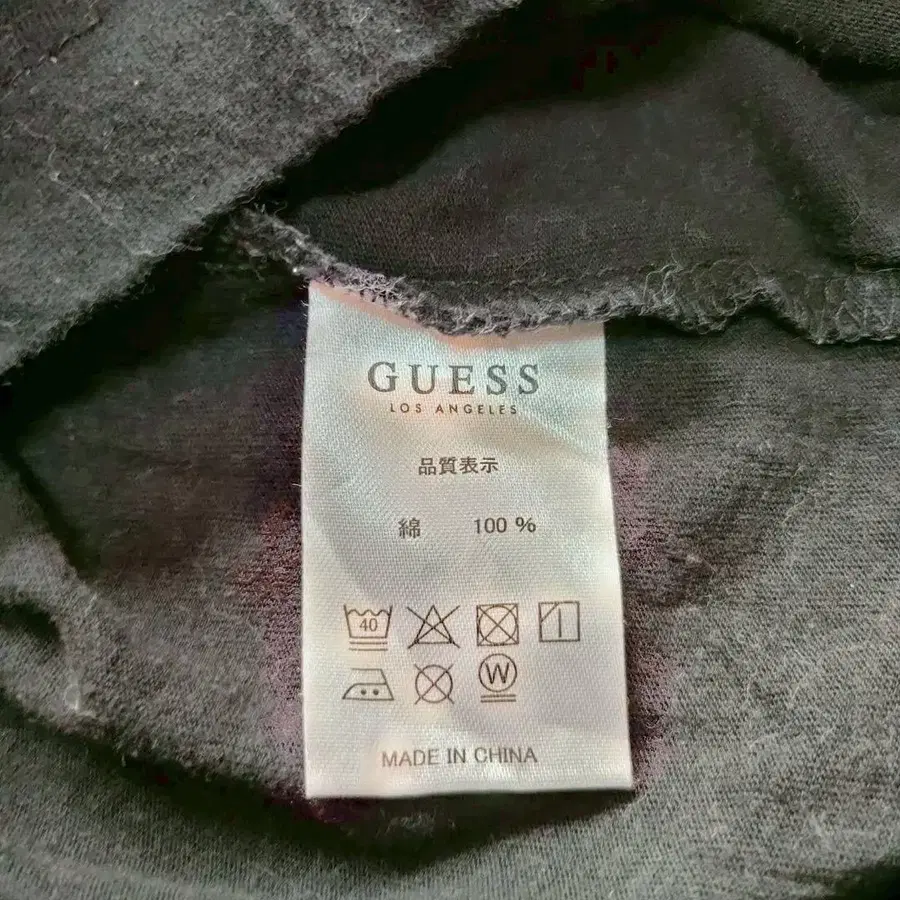 GUESS
LOS ANGELES
品質表示
綿 100 %
40
W
MADE IN CHINA